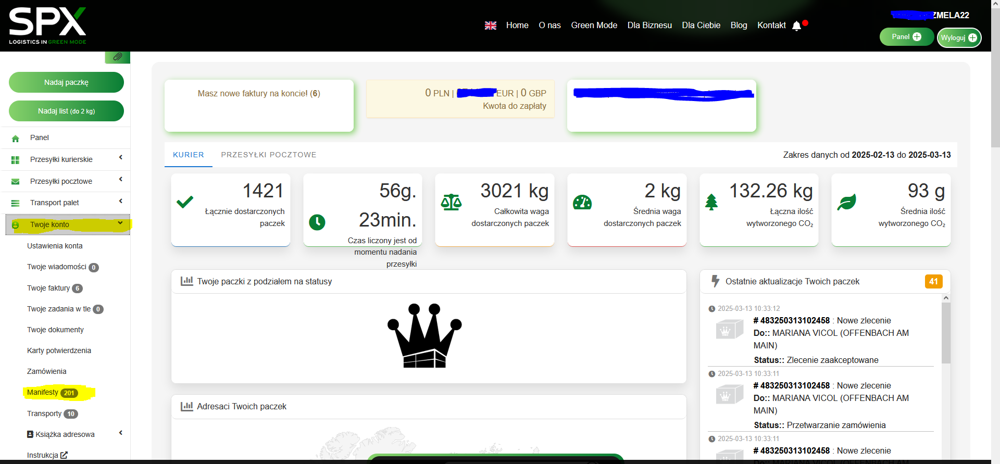 SPX
LOGISTICS IN GREEN MODE
Home
O nas
Green Mode
Dla Biznesu
Dla Ciebie
Blog
Kontakt
ZMELA22
Panel
Wyloguj
Nadaj paczkę
Nadaj list (do 2 kg)
Panel
Przesyłki kurierskie
Przesyłki pocztowe
Transport palet
Twoje konto
Ustawienia konta
Twoje wiadomości 0
Twoje faktury 6
Twoje zadania w tle 0
Twoje dokumenty
Karty potwierdzenia
Zamówienia
Manifesty 201
Transporty 10
Książka adresowa
Instrukcja
Masz nowe faktury na koncie! (6)
0 PLN | EUR | 0 GBP
Kwota do zapłaty
KURIER
PRZESYŁKI POCZTOWE
Zakres danych od 2025-02-13 do 2025-03-13
1421
Łącznie dostarczonych
paczek
56g.
23min.
Czas liczony jest od
momentu nadania
przesyłki
3021 kg
Całkowita waga
dostarczonych paczek
2 kg
Średnia waga
dostarczonych paczek
132.26 kg
Łączna ilość
wytworzonego CO₂
93 g
Średnia ilość
wytworzonego CO₂
Twoje paczki z podziałem na statusy
Adresaci Twoich paczek
Ostatnie aktualizacje Twoich paczek
41
2025-03-13 10:33:12
# 483250313102458 : Nowe zlecenie
Do:: MARIANA VICOL (OFFENBACH AM
MAIN)
Status:: Zlecenie zaakceptowane
2025-03-13 10:33:11
# 483250313102458 : Nowe zlecenie
Do:: MARIANA VICOL (OFFENBACH AM
MAIN)
Status:: Przetwarzanie zamówienia
2025-03-13 10:33:11
# 483250313102458 : Nowe zlecenie